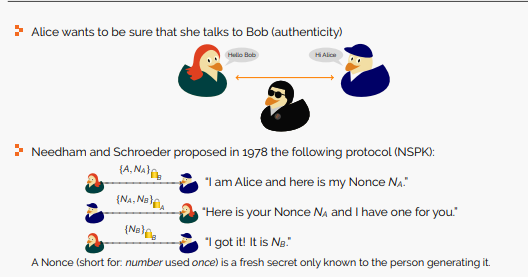 Alice wants to be sure that she talks to Bob (authenticity)
Hello Bob
Hi Alice
Needham and Schroeder proposed in 1978 the following protocol (NSPK):
{A, N_A}_B
"I am Alice and here is my Nonce N_A."
{N_A, N_B}_A
"Here is your Nonce N_A and I have one for you."
{N_B}_B
"I got it! It is N_B."
A Nonce (short for: number used once) is a fresh secret only known to the person generating it.